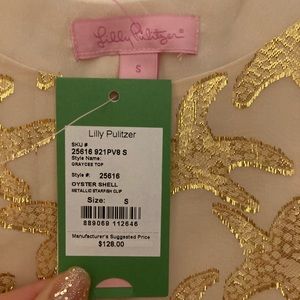 Lilly Pulitzer
S
Lilly Pulitzer
SKU #
25616 921PV8 S
Style Name:
GRAYCEE TOP
Style #: 25616
OYSTER SHELL
METALLIC STARFISH CLIP
Size: S
889069 112646
Manufacturer's Suggested Price
$128.00